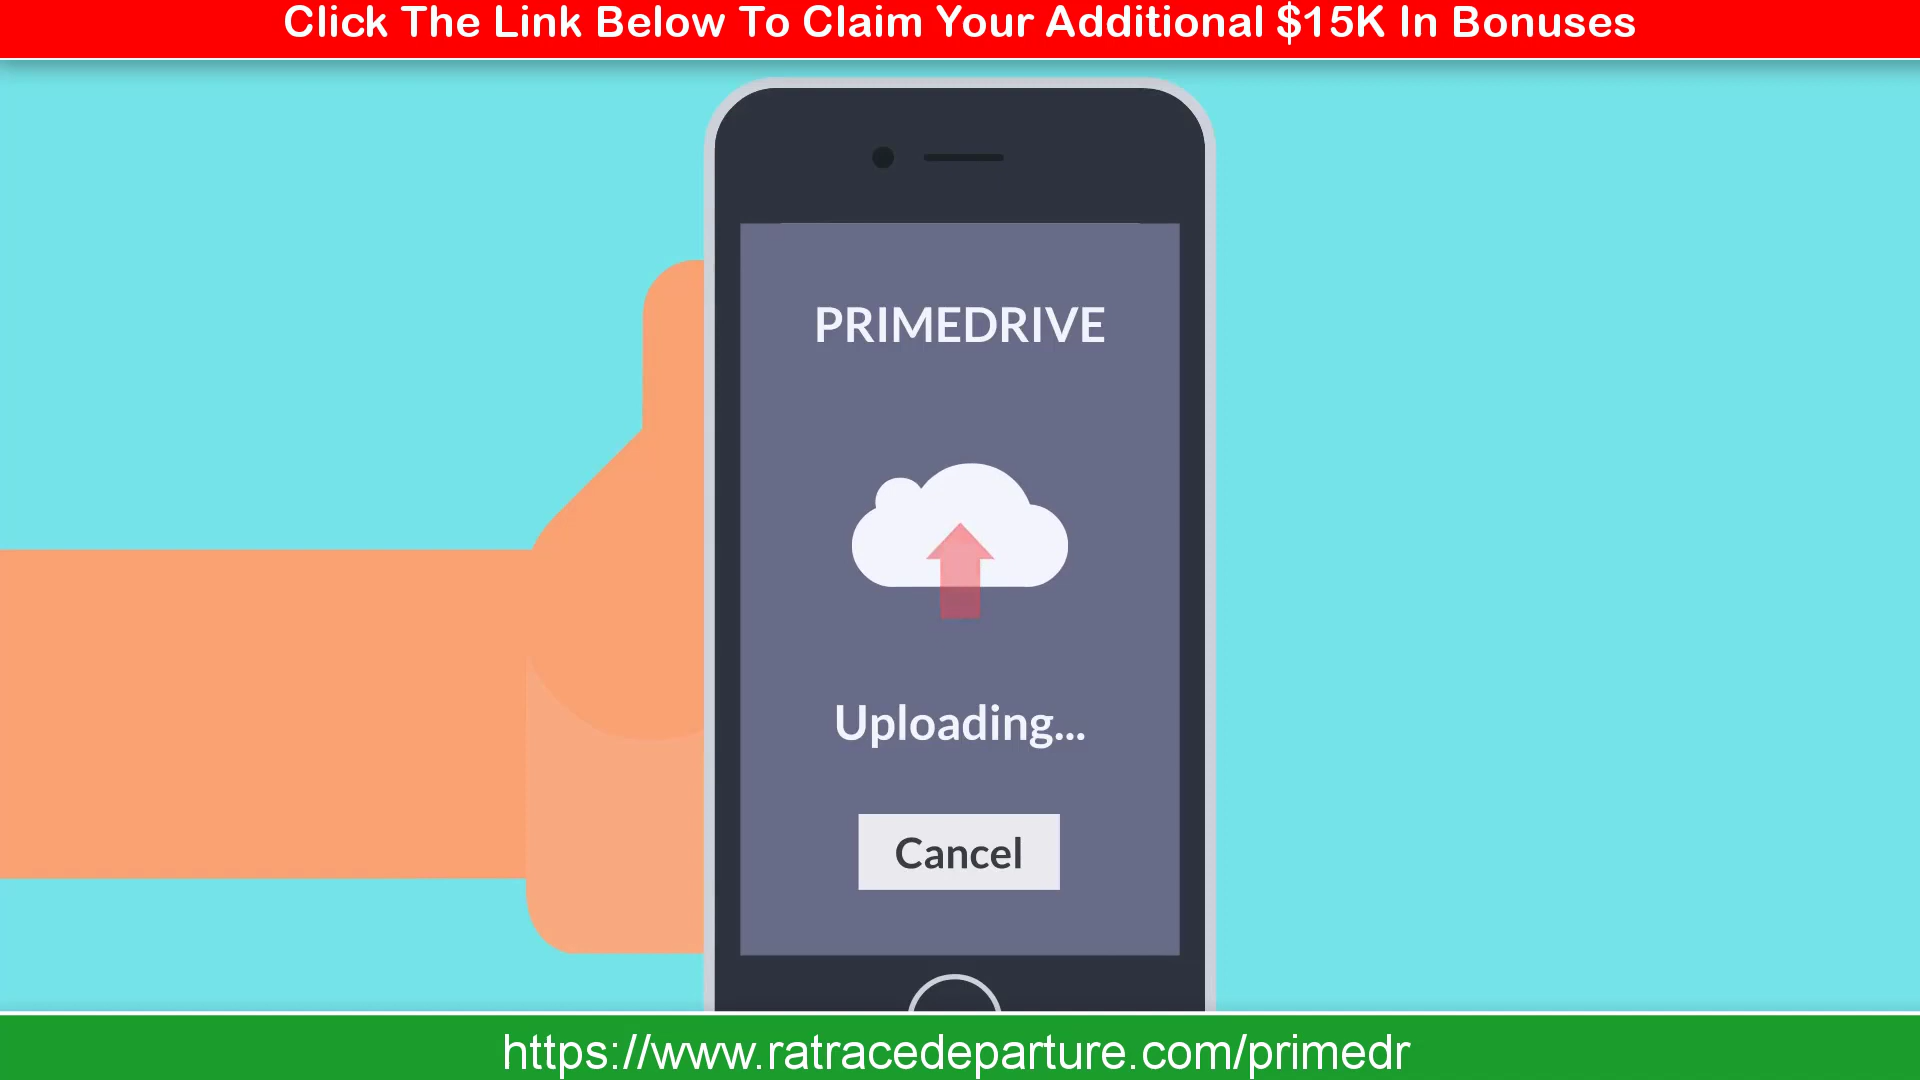 Click The Link Below To Claim Your Additional $15K In Bonuses
PRIMEDRIVE
Uploading...
Cancel
https://www.ratracedeparture.com/primedr